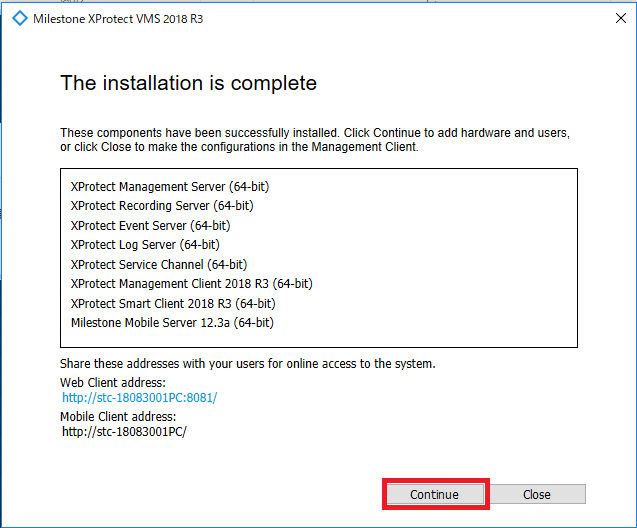 Milestone XProtect VMS 2018 R3
The installation is complete
These components have been successfully installed. Click Continue to add hardware and users,
or click Close to make the configurations in the Management Client.
XProtect Management Server (64-bit)
XProtect Recording Server (64-bit)
XProtect Event Server (64-bit)
XProtect Log Server (64-bit)
XProtect Service Channel (64-bit)
XProtect Management Client 2018 R3 (64-bit)
XProtect Smart Client 2018 R3 (64-bit)
Milestone Mobile Server 12.3a (64-bit)
Share these addresses with your users for online access to the system.
Web Client address:
http://stc-18083001PC:8081/
Mobile Client address:
http://stc-18083001PC/
Continue
Close